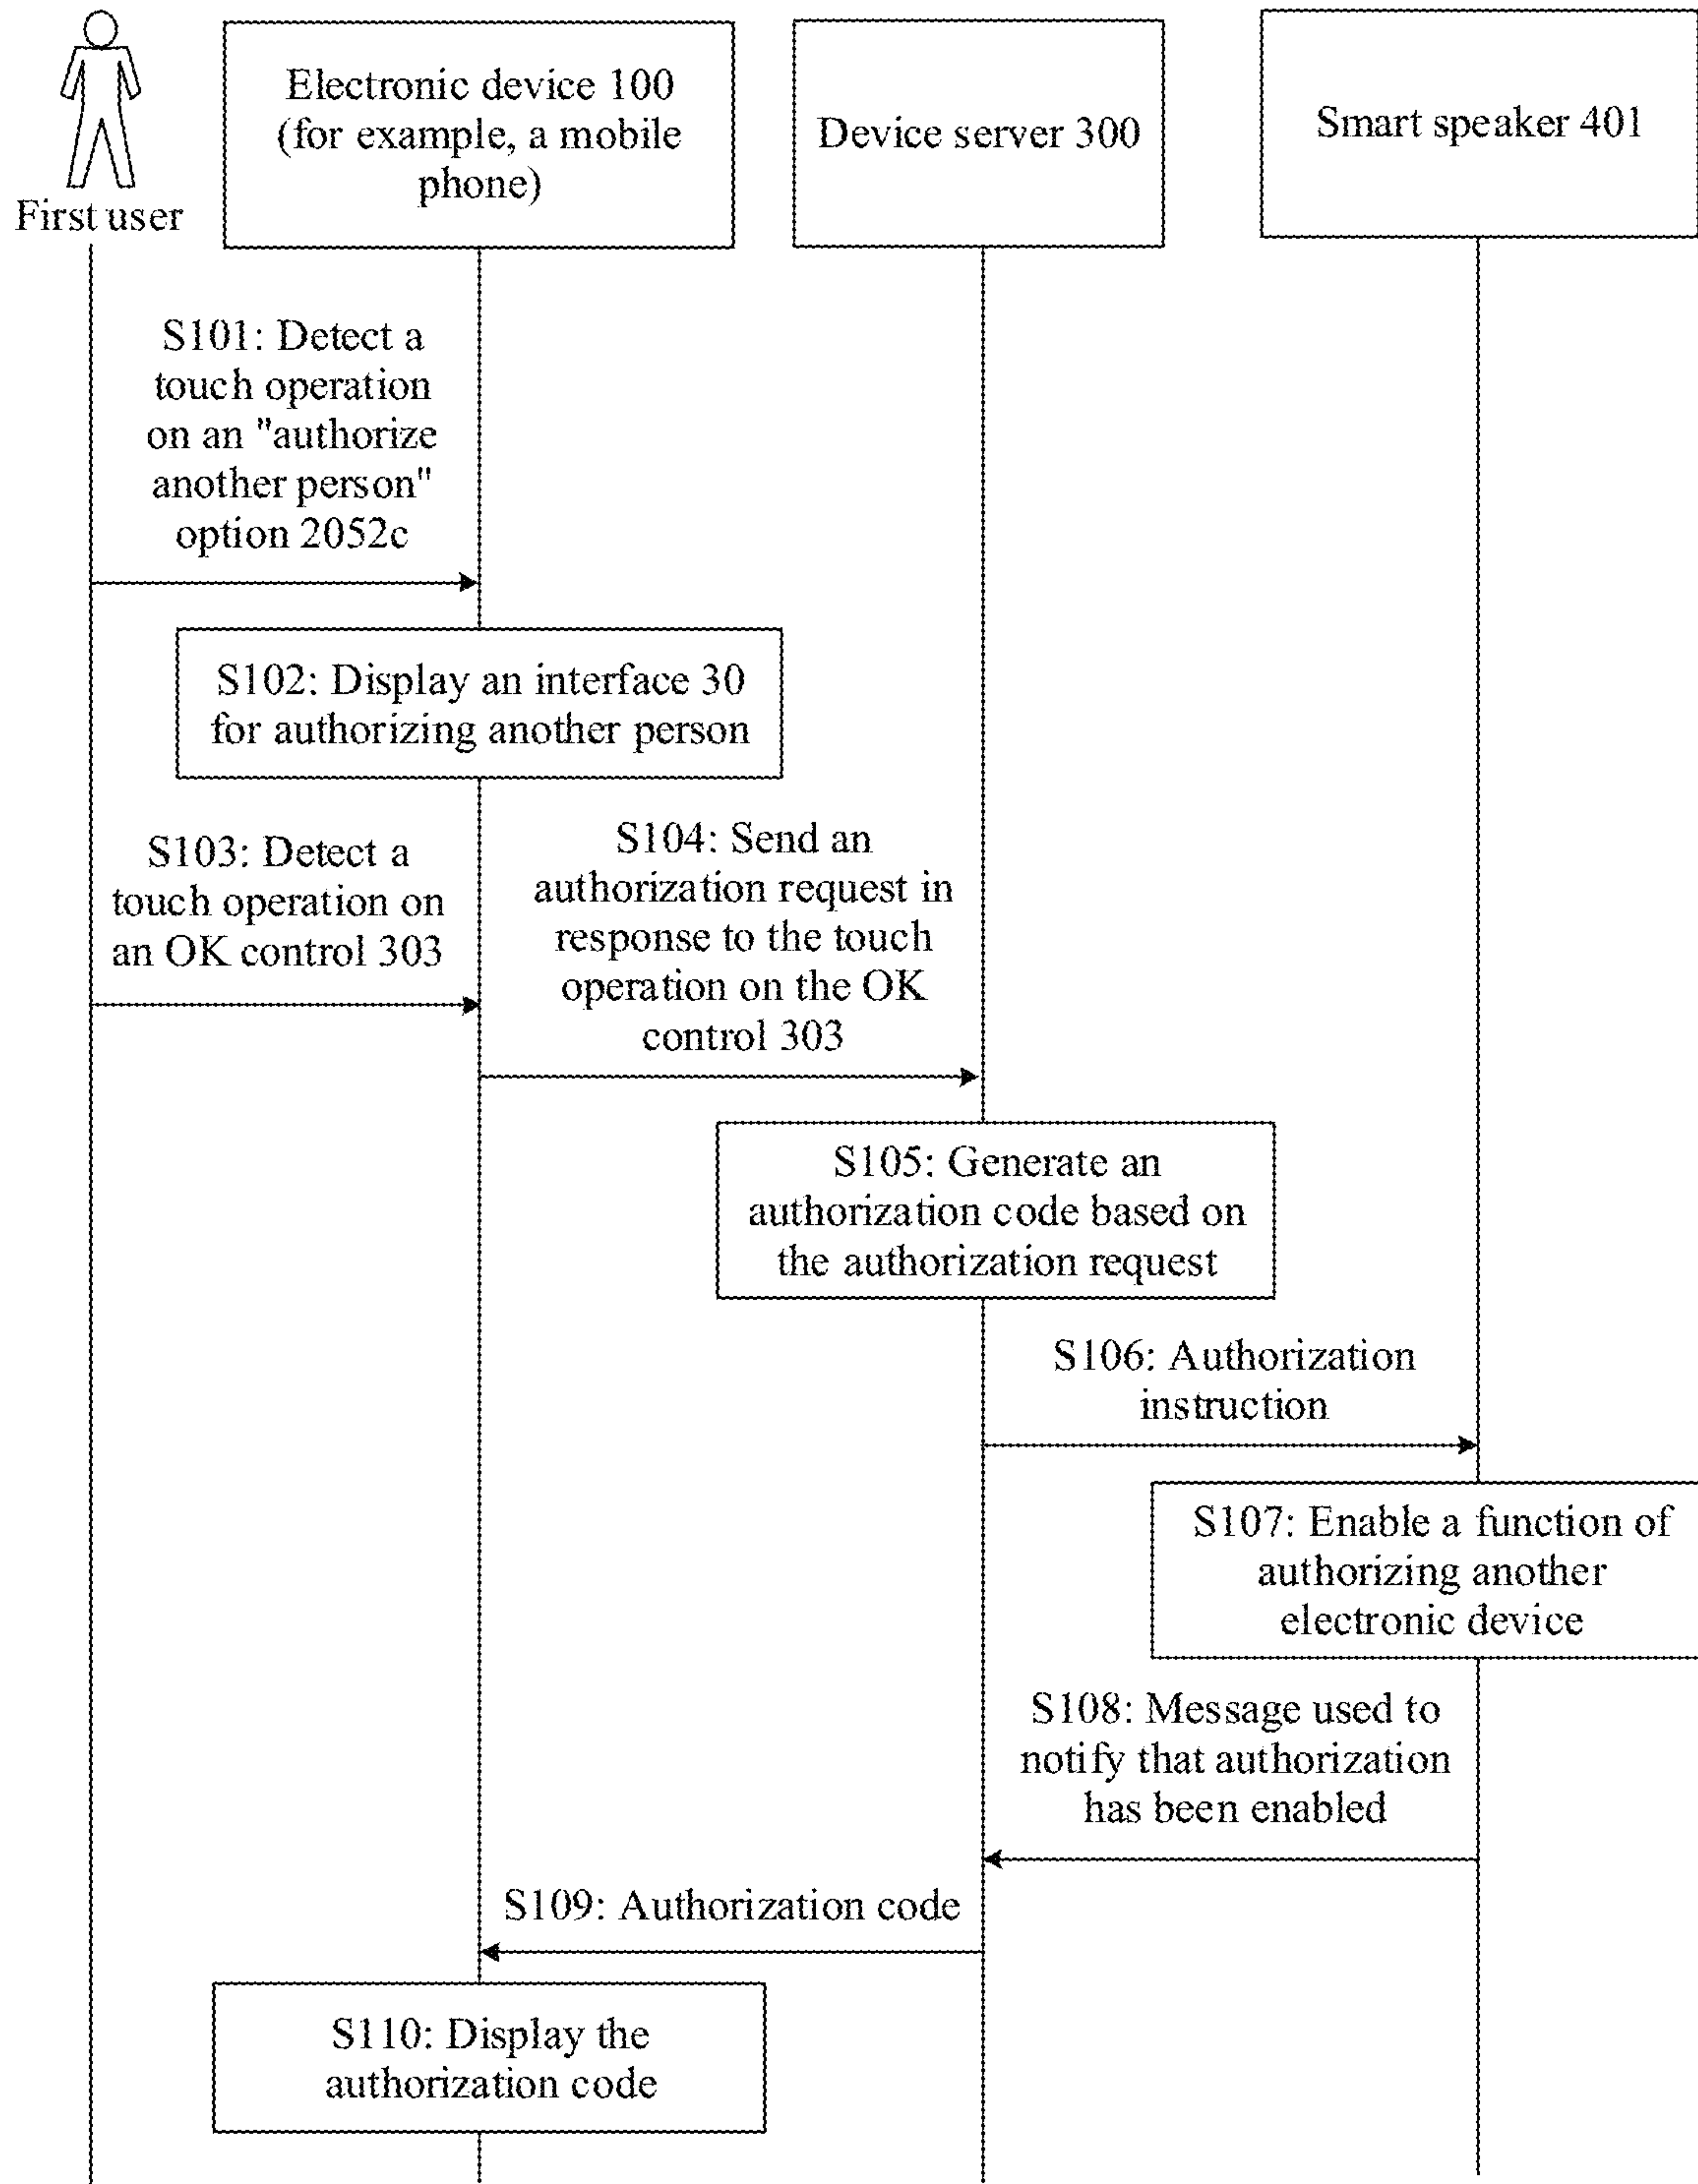 First user
Electronic device 100
(for example, a mobile
phone)
Device server 300
Smart speaker 401
S101: Detect a
touch operation
on an "authorize
another person"
option 2052c
S102: Display an interface 30
for authorizing another person
S103: Detect a
touch operation on
an OK control 303
S104: Send an
authorization request in
response to the touch
operation on the OK
control 303
S105: Generate an
authorization code based on
the authorization request
S106: Authorization
instruction
S107: Enable a function of
authorizing another
electronic device
S108: Message used to
notify that authorization
has been enabled
S109: Authorization code
S110: Display the
authorization code